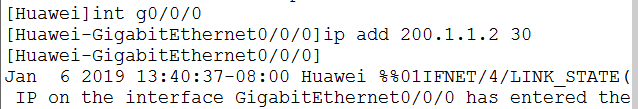 [Huawei]int g0/0/0
[Huawei-GigabitEthernet0/0/0]ip add 200.1.1.2 30
[Huawei-GigabitEthernet0/0/0]
Jan  6 2019 13:40:37-08:00 Huawei %%01IFNET/4/LINK_STATE(
 IP on the interface GigabitEthernet0/0/0 has entered the